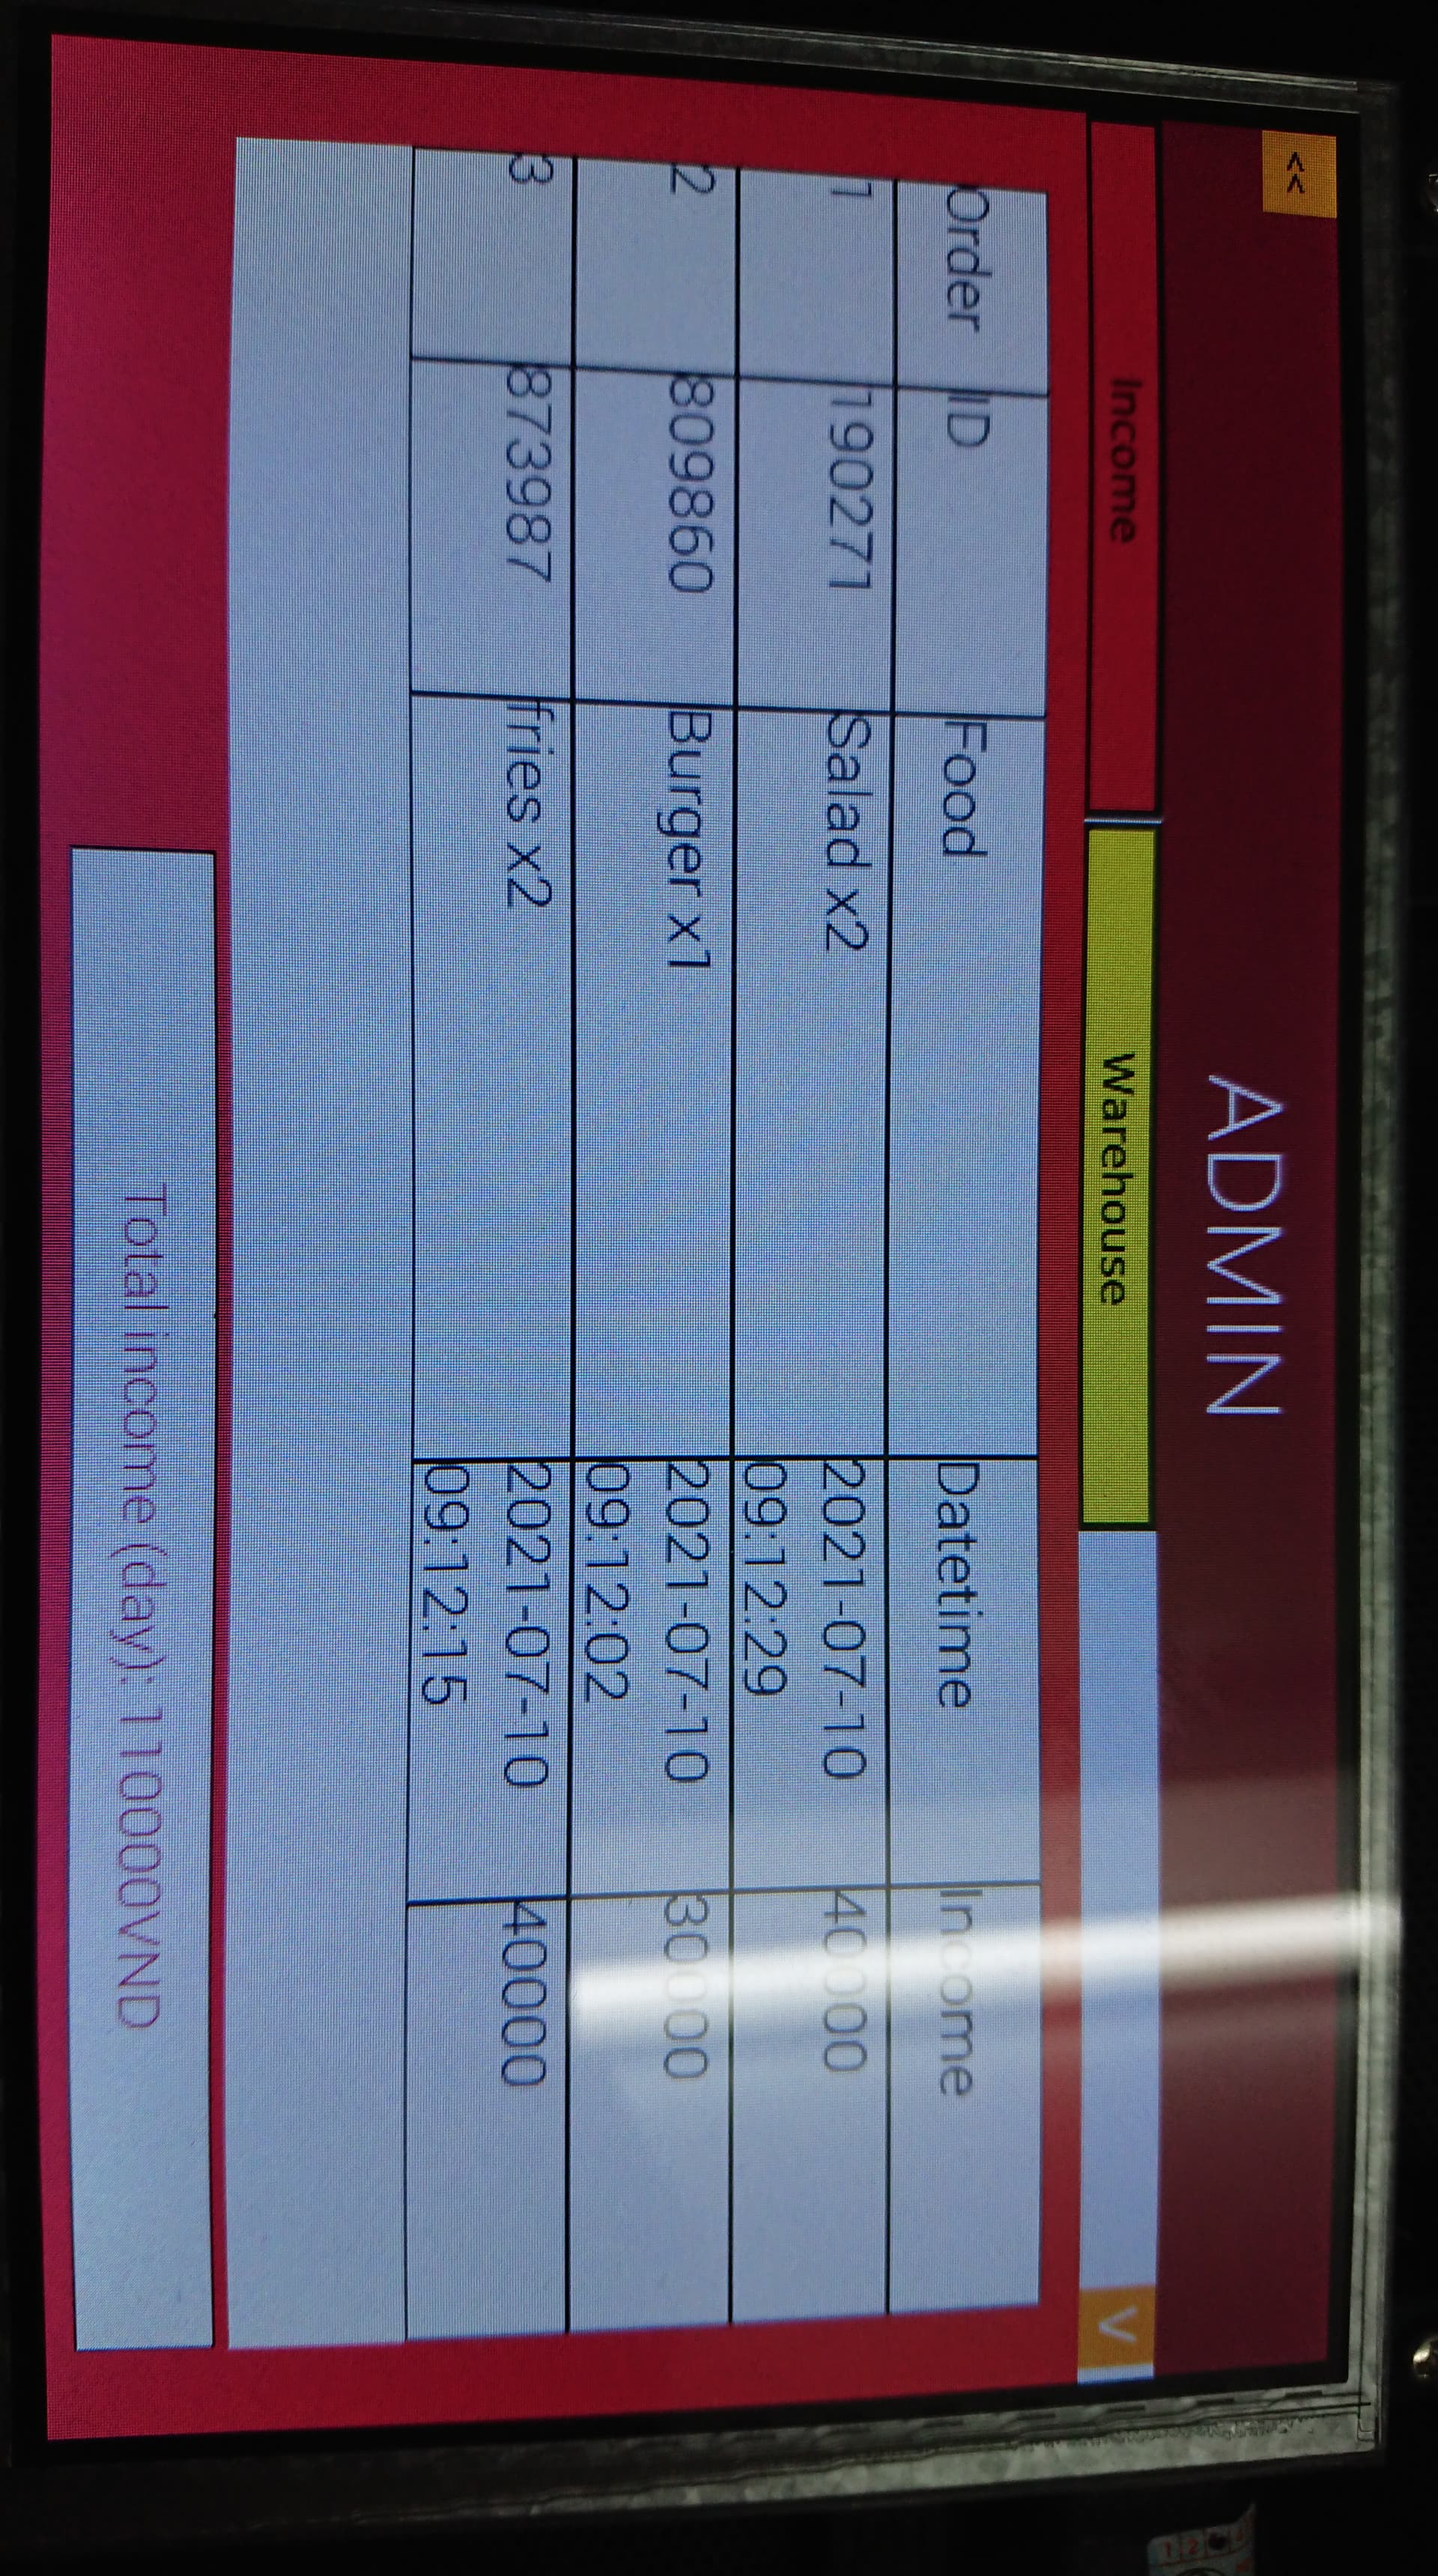 <<
ADMIN
Income Warehouse V
Order ID Food Datetime Income
1 190271 Salad x2 2021-07-10 40000
09:12:29
2 809860 Burger x1 2021-07-10 30000
09:12:02
3 873987 fries x2 2021-07-10 40000
09:12:15
Total income (day): 110000VND